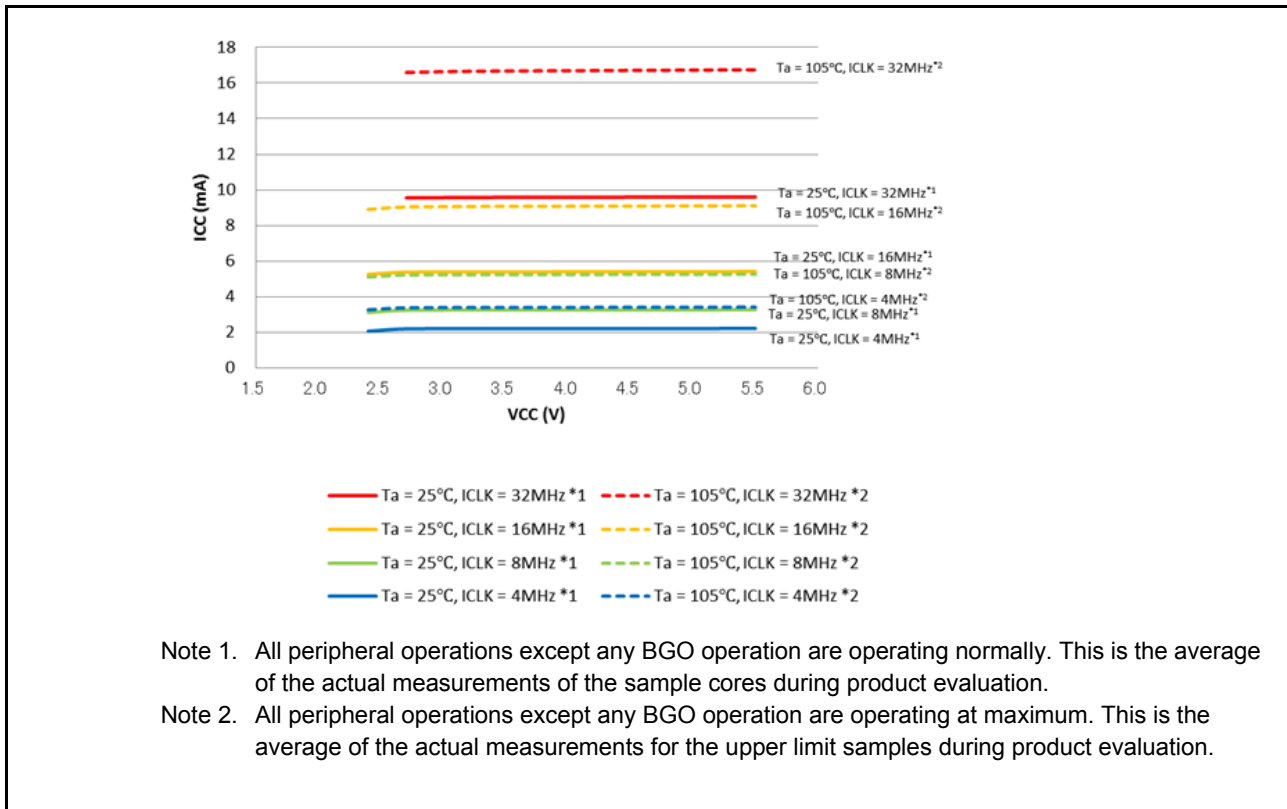 18
16
14
12
10
8
6
4
2
0
ICC (mA)
1.5 2.0 2.5 3.0 3.5 4.0 4.5 5.0 5.5 6.0
VCC (V)
Ta = 105°C, ICLK = 32MHz*2
Ta = 25°C, ICLK = 32MHz*1
Ta = 105°C, ICLK = 16MHz*2
Ta = 25°C, ICLK = 16MHz*1
Ta = 105°C, ICLK = 8MHz*2
Ta = 105°C, ICLK = 4MHz*2
Ta = 25°C, ICLK = 8MHz*1
Ta = 25°C, ICLK = 4MHz*1
Ta = 25°C, ICLK = 32MHz *1 Ta = 105°C, ICLK = 32MHz *2
Ta = 25°C, ICLK = 16MHz *1 Ta = 105°C, ICLK = 16MHz *2
Ta = 25°C, ICLK = 8MHz *1 Ta = 105°C, ICLK = 8MHz *2
Ta = 25°C, ICLK = 4MHz *1 Ta = 105°C, ICLK = 4MHz *2
Note 1. All peripheral operations except any BGO operation are operating normally. This is the average
of the actual measurements of the sample cores during product evaluation.
Note 2. All peripheral operations except any BGO operation are operating at maximum. This is the
average of the actual measurements for the upper limit samples during product evaluation.